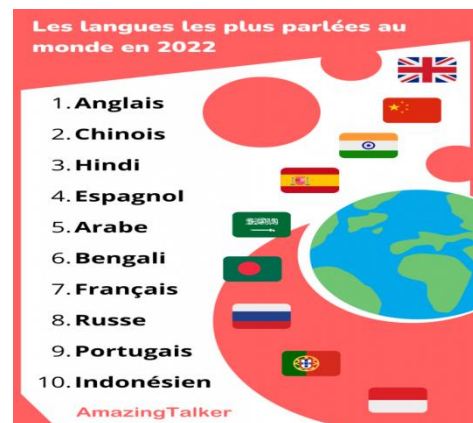 Les langues les plus parlées au
monde en 2022
1. Anglais
2. Chinois
3. Hindi
4. Espagnol
5. Arabe
6. Bengali
7. Français
8. Russe
9. Portugais
10. Indonésien
AmazingTalker